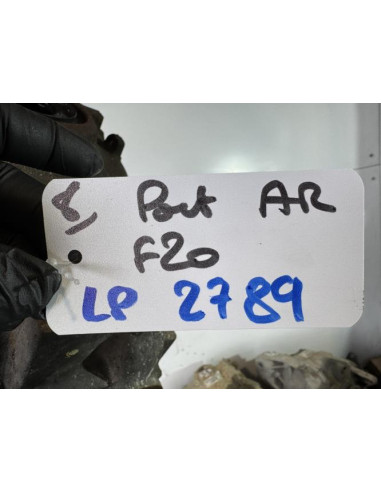 8, Pont AR
F20
LP 2789